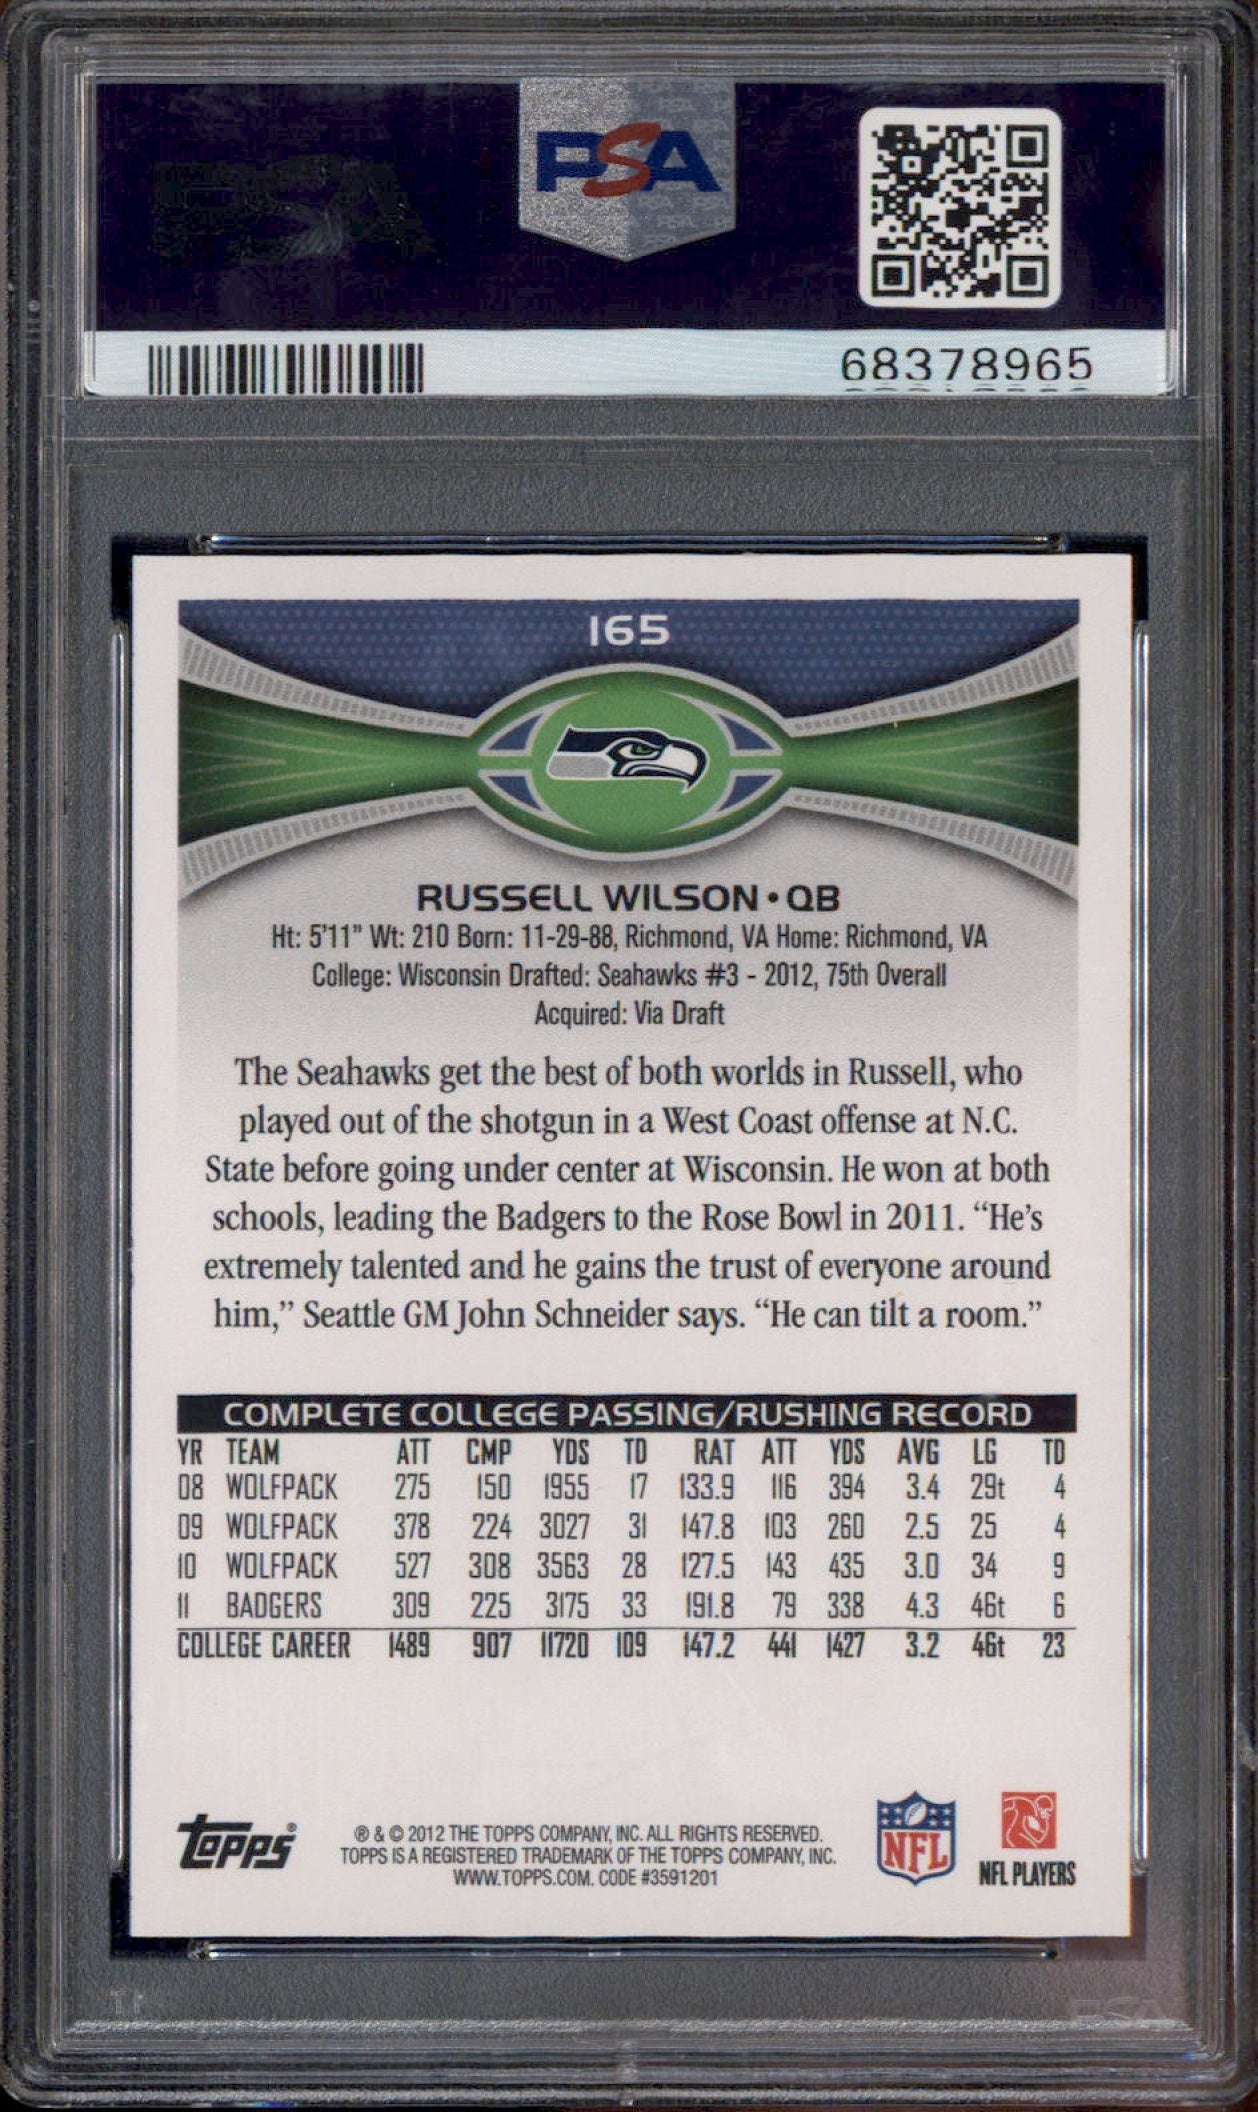 PSA
68378965
165
RUSSELL WILSON • QB
Ht: 5'11" Wt: 210 Born: 11-29-88, Richmond, VA Home: Richmond, VA
College: Wisconsin Drafted: Seahawks #3 - 2012, 75th Overall
Acquired: Via Draft
The Seahawks get the best of both worlds in Russell, who
played out of the shotgun in a West Coast offense at N.C.
State before going under center at Wisconsin. He won at both
schools, leading the Badgers to the Rose Bowl in 2011. “He’s
extremely talented and he gains the trust of everyone around
him,” Seattle GM John Schneider says. “He can tilt a room.”
COMPLETE COLLEGE PASSING/RUSHING RECORD
YR TEAM ATT CMP YDS TD RAT ATT YDS AVG LG TD
08 WOLFPACK 275 150 1955 17 133.9 116 394 3.4 29t 4
09 WOLFPACK 378 224 3027 31 147.8 103 260 2.5 25 4
10 WOLFPACK 527 308 3563 28 127.5 143 435 3.0 34 9
11 BADGERS 309 225 3175 33 191.8 79 338 4.3 46t 6
COLLEGE CAREER 1489 907 11720 109 147.2 441 1427 3.2 46t 23
topps®
® & © 2012 THE TOPPS COMPANY, INC. ALL RIGHTS RESERVED.
TOPPS IS A REGISTERED TRADEMARK OF THE TOPPS COMPANY, INC.
WWW.TOPPS.COM. CODE #3591201
NFL
NFL PLAYERS
PSA